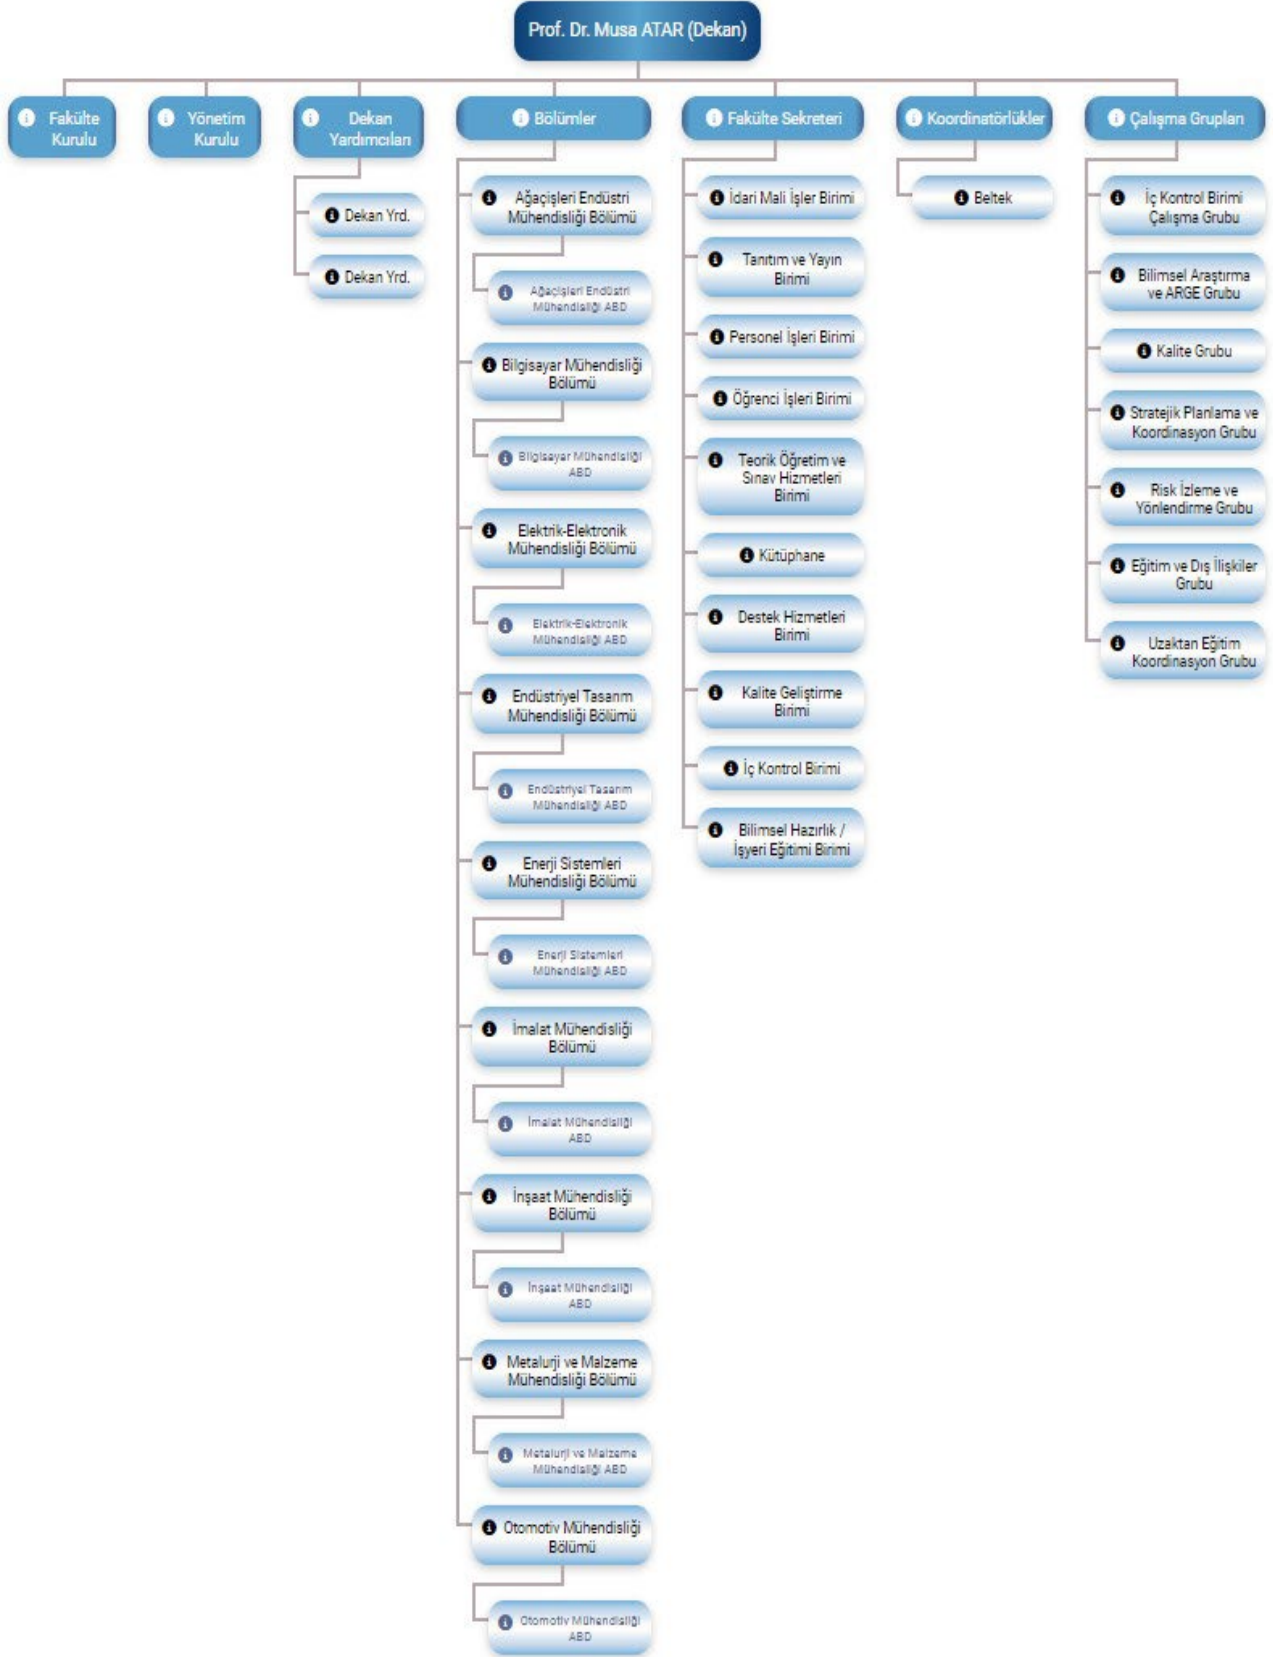 Prof. Dr. Musa ATAR (Dekan)
Fakülte
Kurulu
Yönetim
Kurulu
Dekan
Yardımcıları
Dekan Yrd.
Dekan Yrd.
Bölümler
Ağaçişleri Endüstri
Mühendisliği Bölümü
Ağaçişleri Endüstri
Mühendisliği ABD
Bilgisayar Mühendisliği
Bölümü
Bilgisayar Mühendisliği
ABD
Elektrik-Elektronik
Mühendisliği Bölümü
Elektrik-Elektronik
Mühendisliği ABD
Endüstriyel Tasarım
Mühendisliği Bölümü
Endüstriyel Tasarım
Mühendisliği ABD
Enerji Sistemleri
Mühendisliği Bölümü
Enerji Sistemleri
Mühendisliği ABD
İmalat Mühendisliği
Bölümü
İmalat Mühendisliği
ABD
İnşaat Mühendisliği
Bölümü
İnşaat Mühendisliği
ABD
Metalurji ve Malzeme
Mühendisliği Bölümü
Metalurji ve Malzeme
Mühendisliği ABD
Otomotiv Mühendisliği
Bölümü
Otomotiv Mühendisliği
ABD
Fakülte Sekreteri
İdari Mali İşler Birimi
Tanıtım ve Yayın
Birimi
Personel İşleri Birimi
Öğrenci İşleri Birimi
Teorik Öğretim ve
Sınav Hizmetleri
Birimi
Kütüphane
Destek Hizmetleri
Birimi
Kalite Geliştirme
Birimi
İç Kontrol Birimi
Bilimsel Hazırlık /
İşyeri Eğitimi Birimi
Koordinatörlükler
Beltek
Çalışma Grupları
İç Kontrol Birimi
Çalışma Grubu
Bilimsel Araştırma
ve ARGE Grubu
Kalite Grubu
Stratejik Planlama ve
Koordinasyon Grubu
Risk İzleme ve
Yönlendirme Grubu
Eğitim ve Dış İlişkiler
Grubu
Uzaktan Eğitim
Koordinasyon Grubu